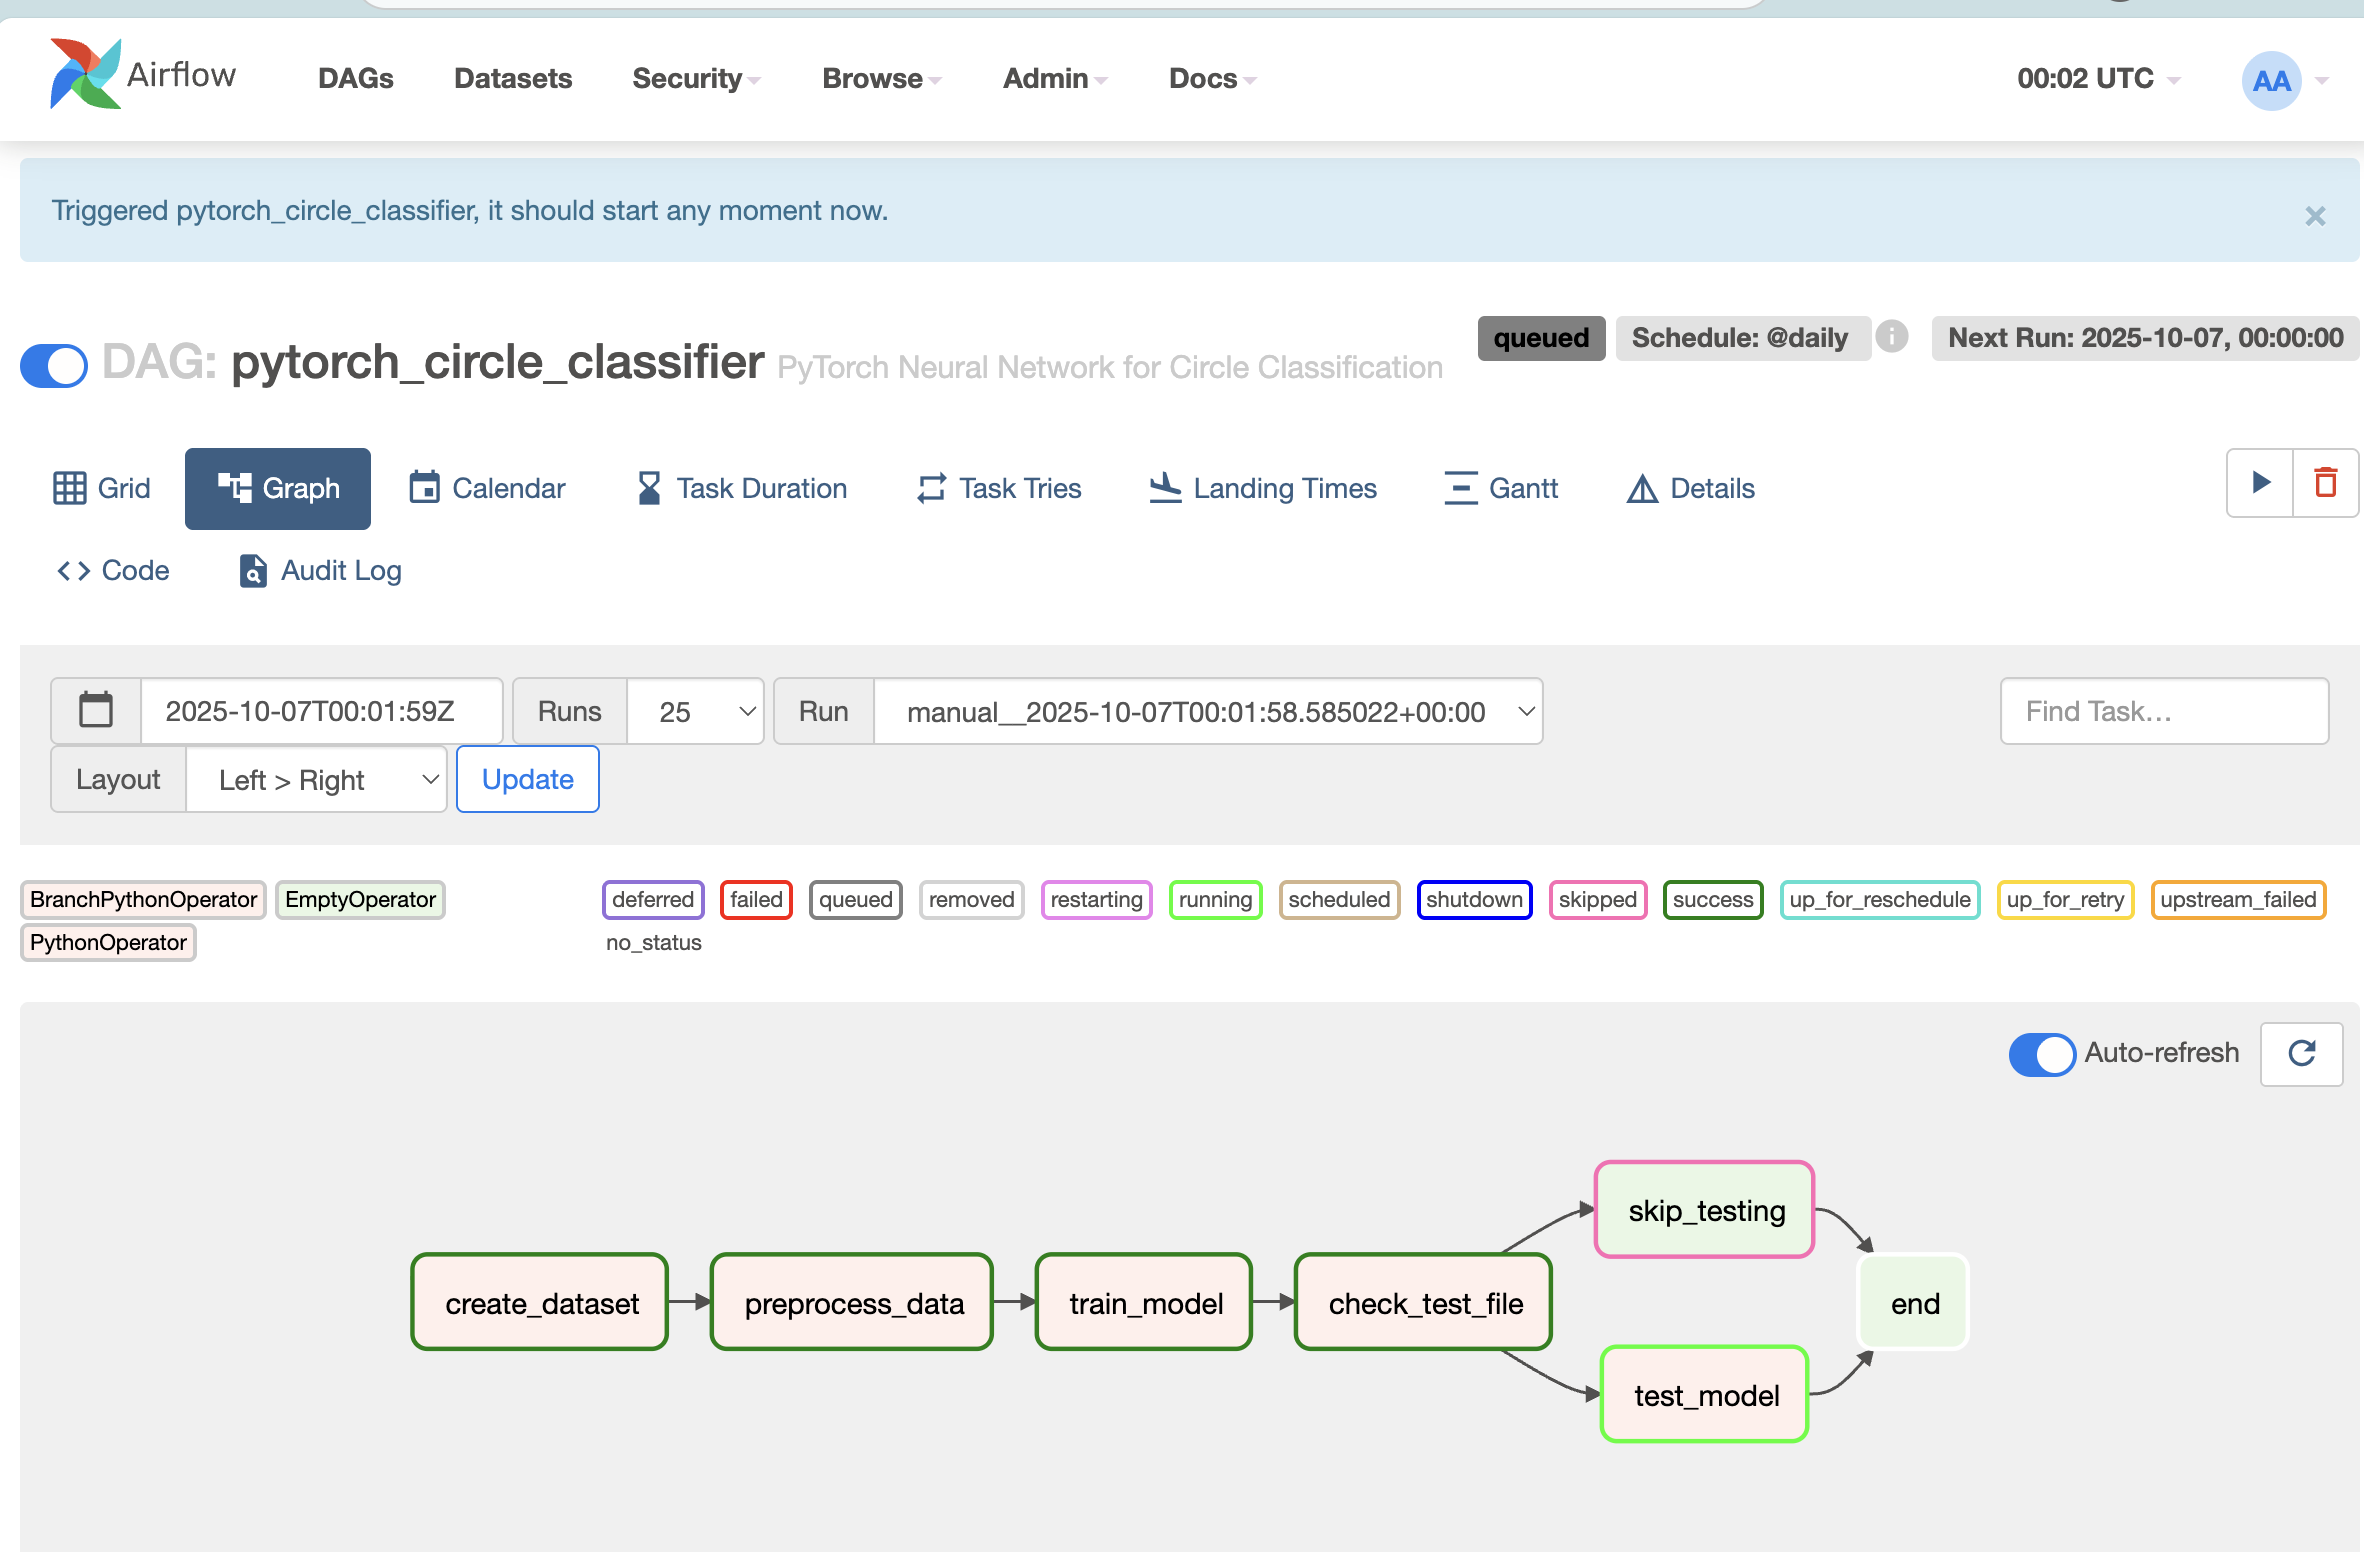 Airflow DAGs Datasets Security Browse Admin Docs 00:02 UTC AA
Triggered pytorch_circle_classifier, it should start any moment now. ×
DAG: pytorch_circle_classifier PyTorch Neural Network for Circle Classification queued Schedule: @daily i Next Run: 2025-10-07, 00:00:00
Grid Graph Calendar Task Duration Task Tries Landing Times Gantt Details
Code Audit Log
2025-10-07T00:01:59Z Runs 25 Run manual__2025-10-07T00:01:58.585022+00:00 Find Task…
Layout Left > Right Update
BranchPythonOperator EmptyOperator deferred failed queued removed restarting running scheduled shutdown skipped success up_for_reschedule up_for_retry upstream_failed
PythonOperator no_status
Auto-refresh
skip_testing
create_dataset preprocess_data train_model check_test_file end
test_model